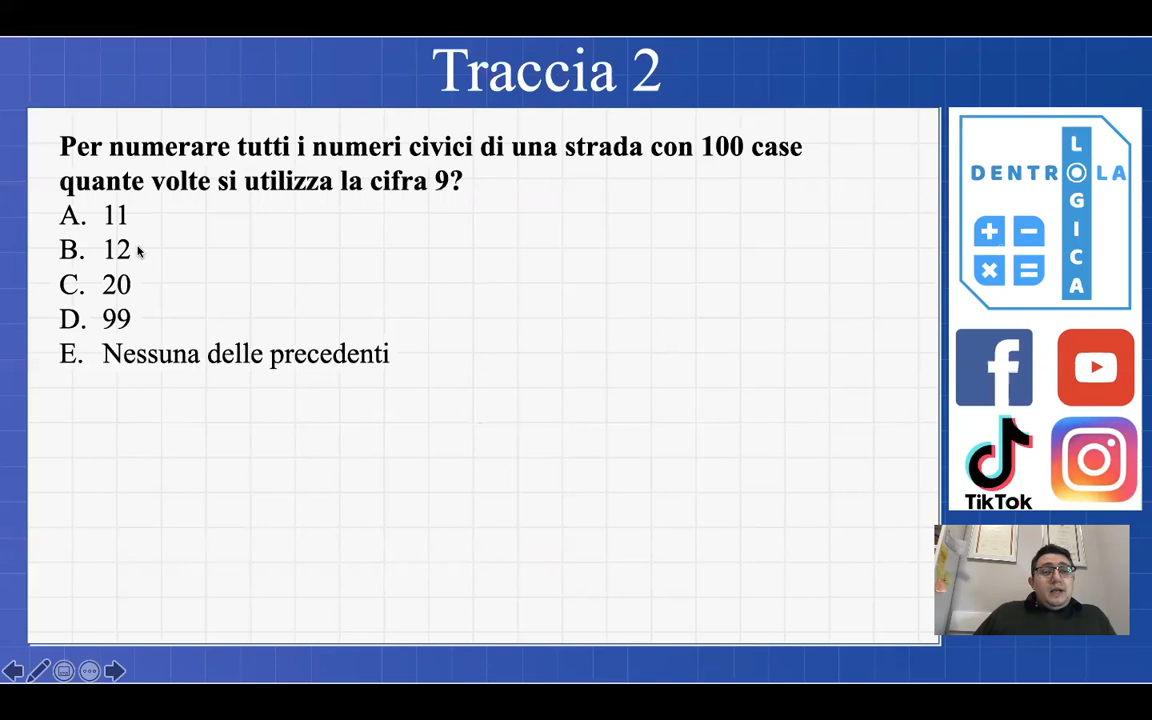 Traccia 2
Per numerare tutti i numeri civici di una strada con 100 case
quante volte si utilizza la cifra 9?
A. 11
B. 12
C. 20
D. 99
E. Nessuna delle precedenti
DENTRO LA
LOGICA
TikTok